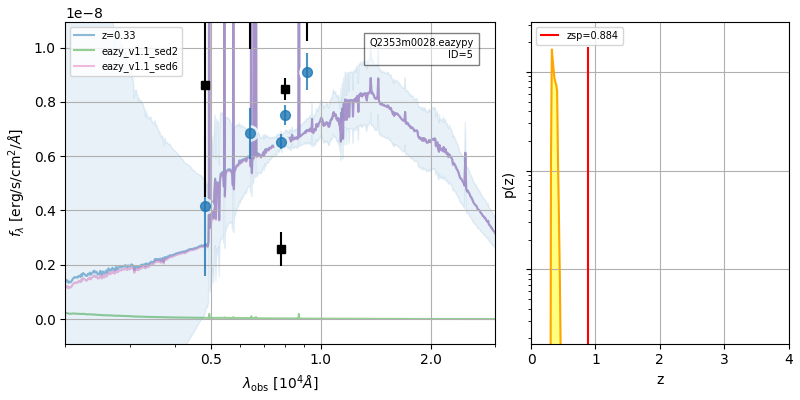 1e−8
z=0.33
eazy_v1.1_sed2
eazy_v1.1_sed6
Q2353m0028.eazypy
ID=5
1.0
0.8
0.6
0.4
0.2
0.0
f_λ [erg/s/cm²/Å]
0.5 1.0 2.0
λ_obs [10⁴Å]
zsp=0.884
p(z)
0 1 2 3 4
z